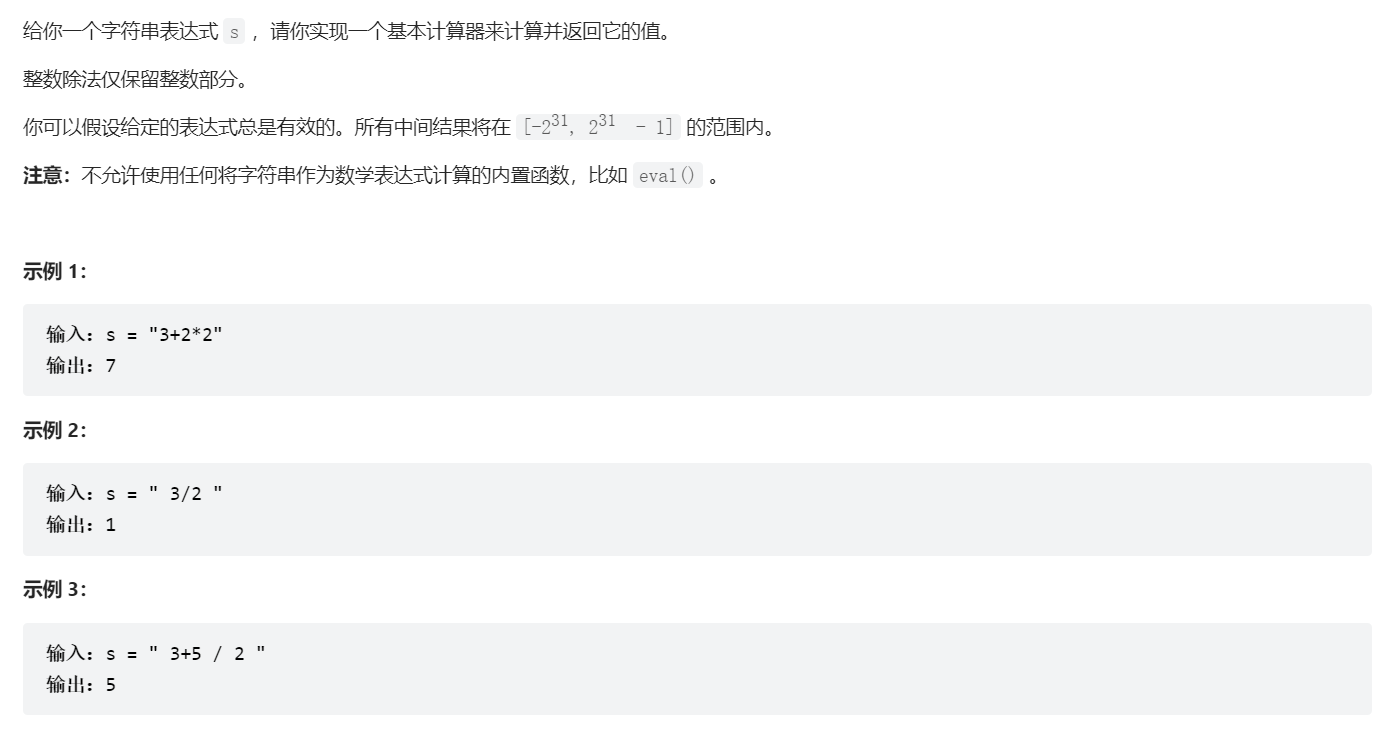 给你一个字符串表达式 s ，请你实现一个基本计算器来计算并返回它的值。
整数除法仅保留整数部分。
你可以假设给定的表达式总是有效的。所有中间结果将在 [-2^31, 2^31 - 1] 的范围内。
注意：不允许使用任何将字符串作为数学表达式计算的内置函数，比如 eval() 。
示例 1：
输入：s = "3+2*2"
输出：7
示例 2：
输入：s = " 3/2 "
输出：1
示例 3：
输入：s = " 3+5 / 2 "
输出：5